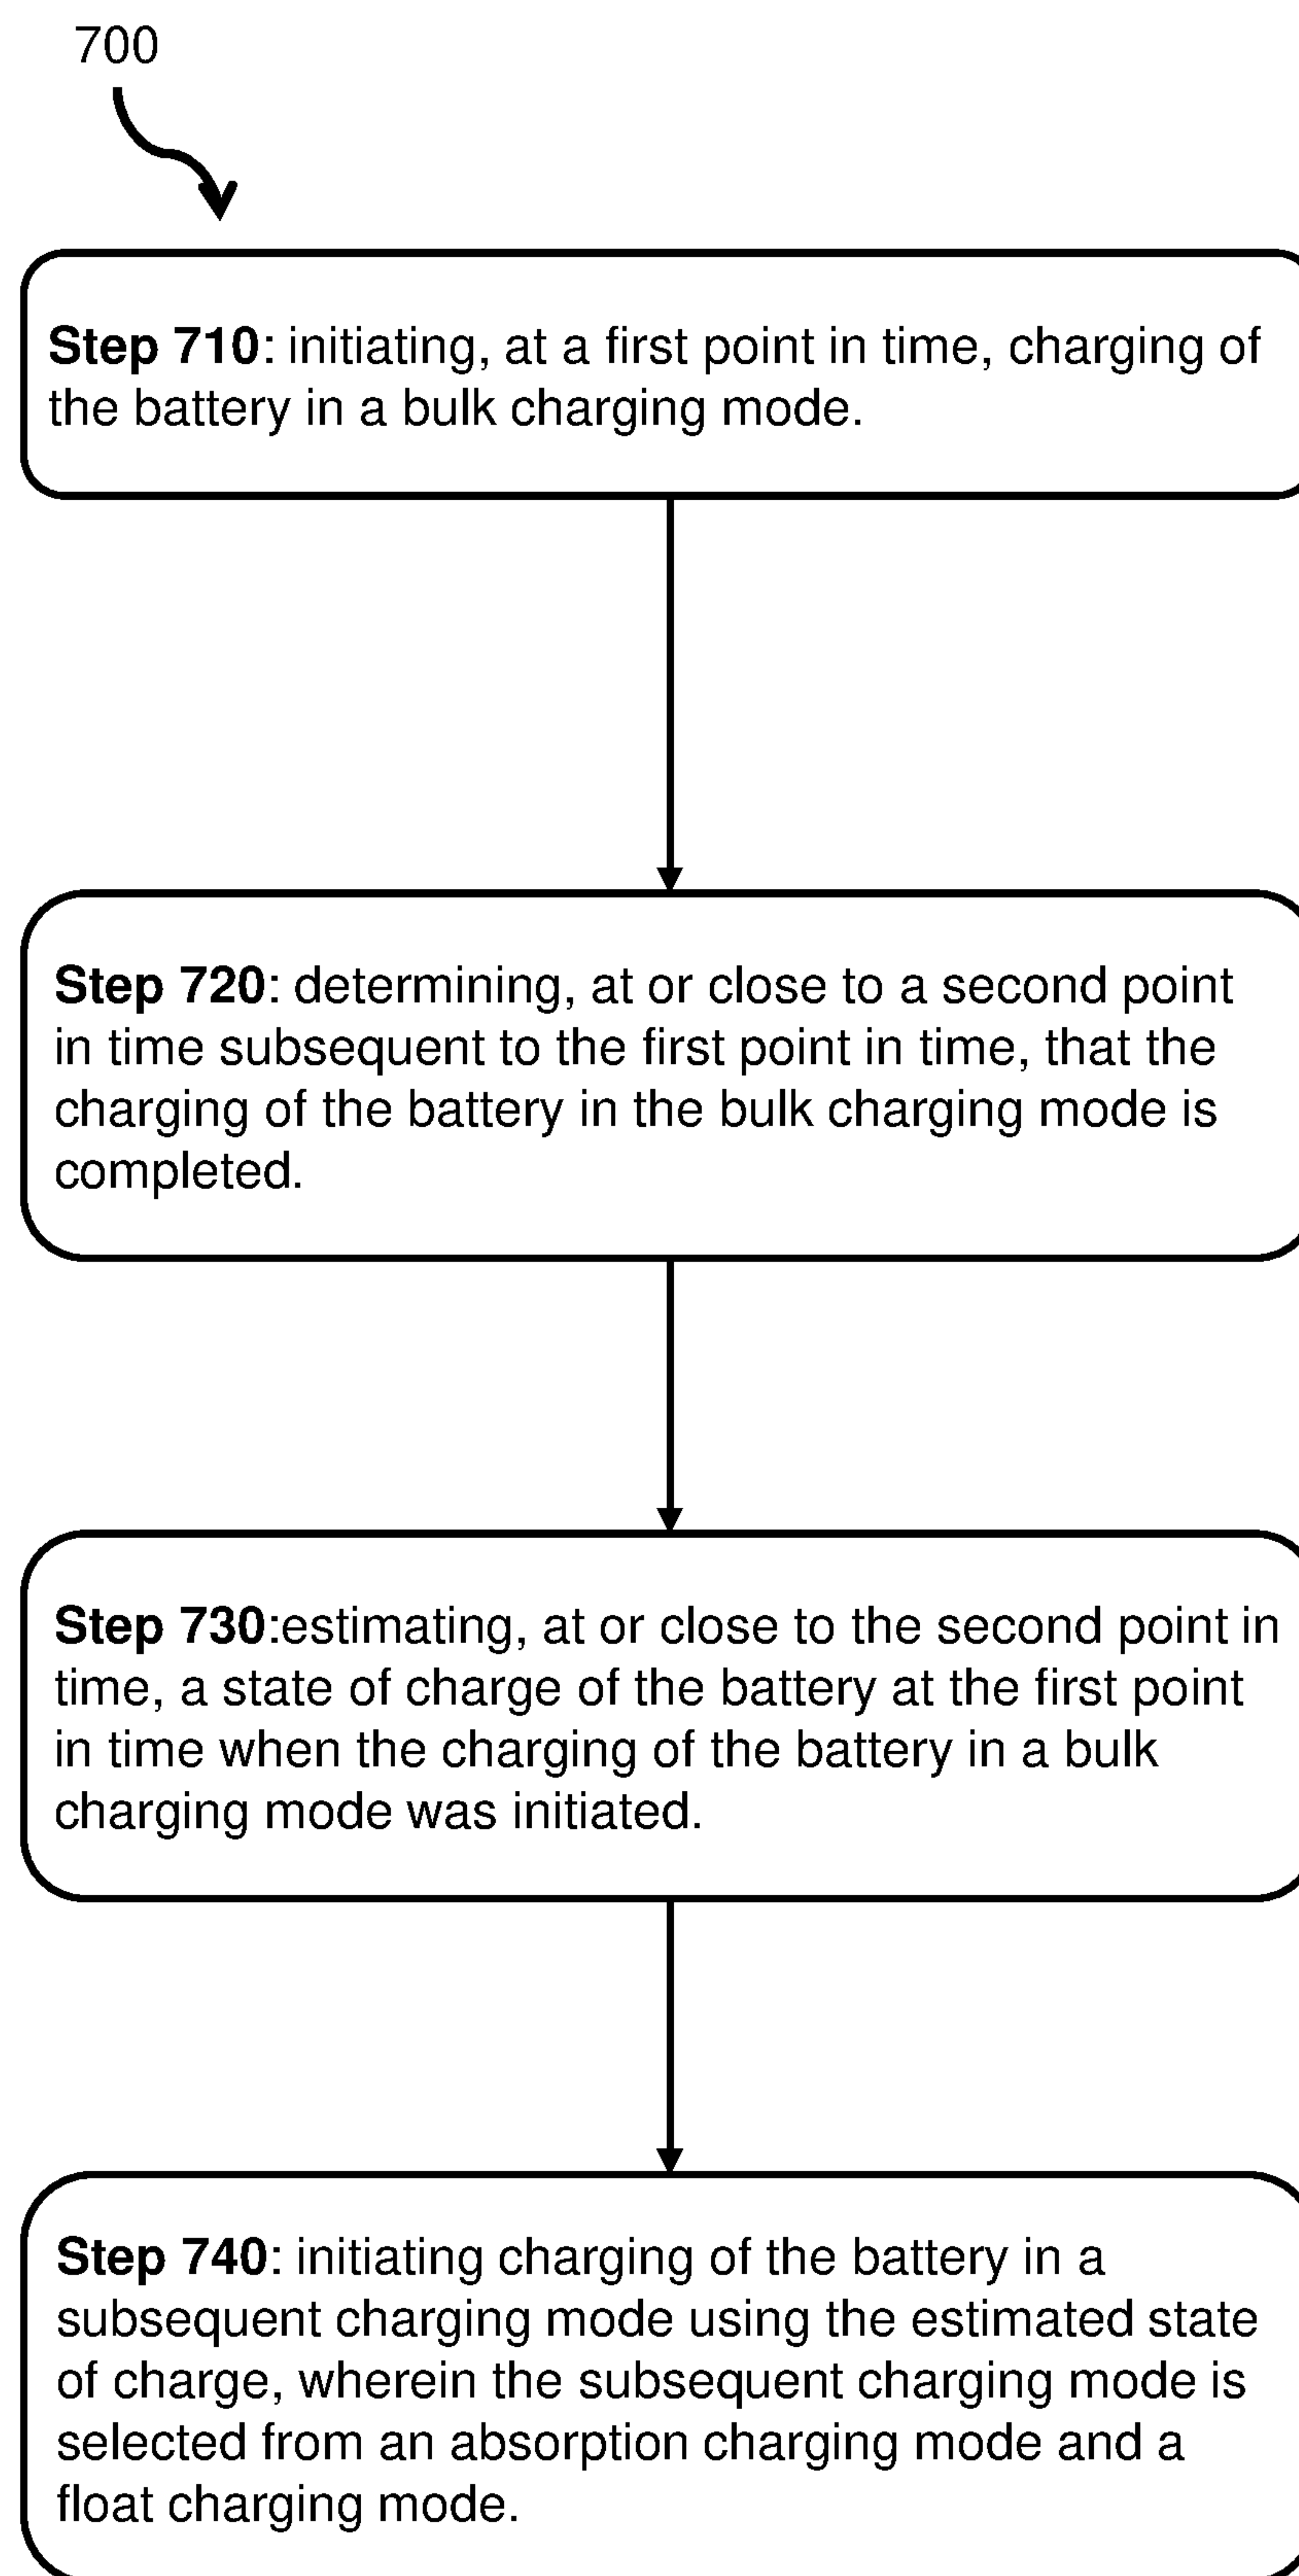 700
Step 710: initiating, at a first point in time, charging of
the battery in a bulk charging mode.
Step 720: determining, at or close to a second point
in time subsequent to the first point in time, that the
charging of the battery in the bulk charging mode is
completed.
Step 730:estimating, at or close to the second point in
time, a state of charge of the battery at the first point
in time when the charging of the battery in a bulk
charging mode was initiated.
Step 740: initiating charging of the battery in a
subsequent charging mode using the estimated state
of charge, wherein the subsequent charging mode is
selected from an absorption charging mode and a
float charging mode.